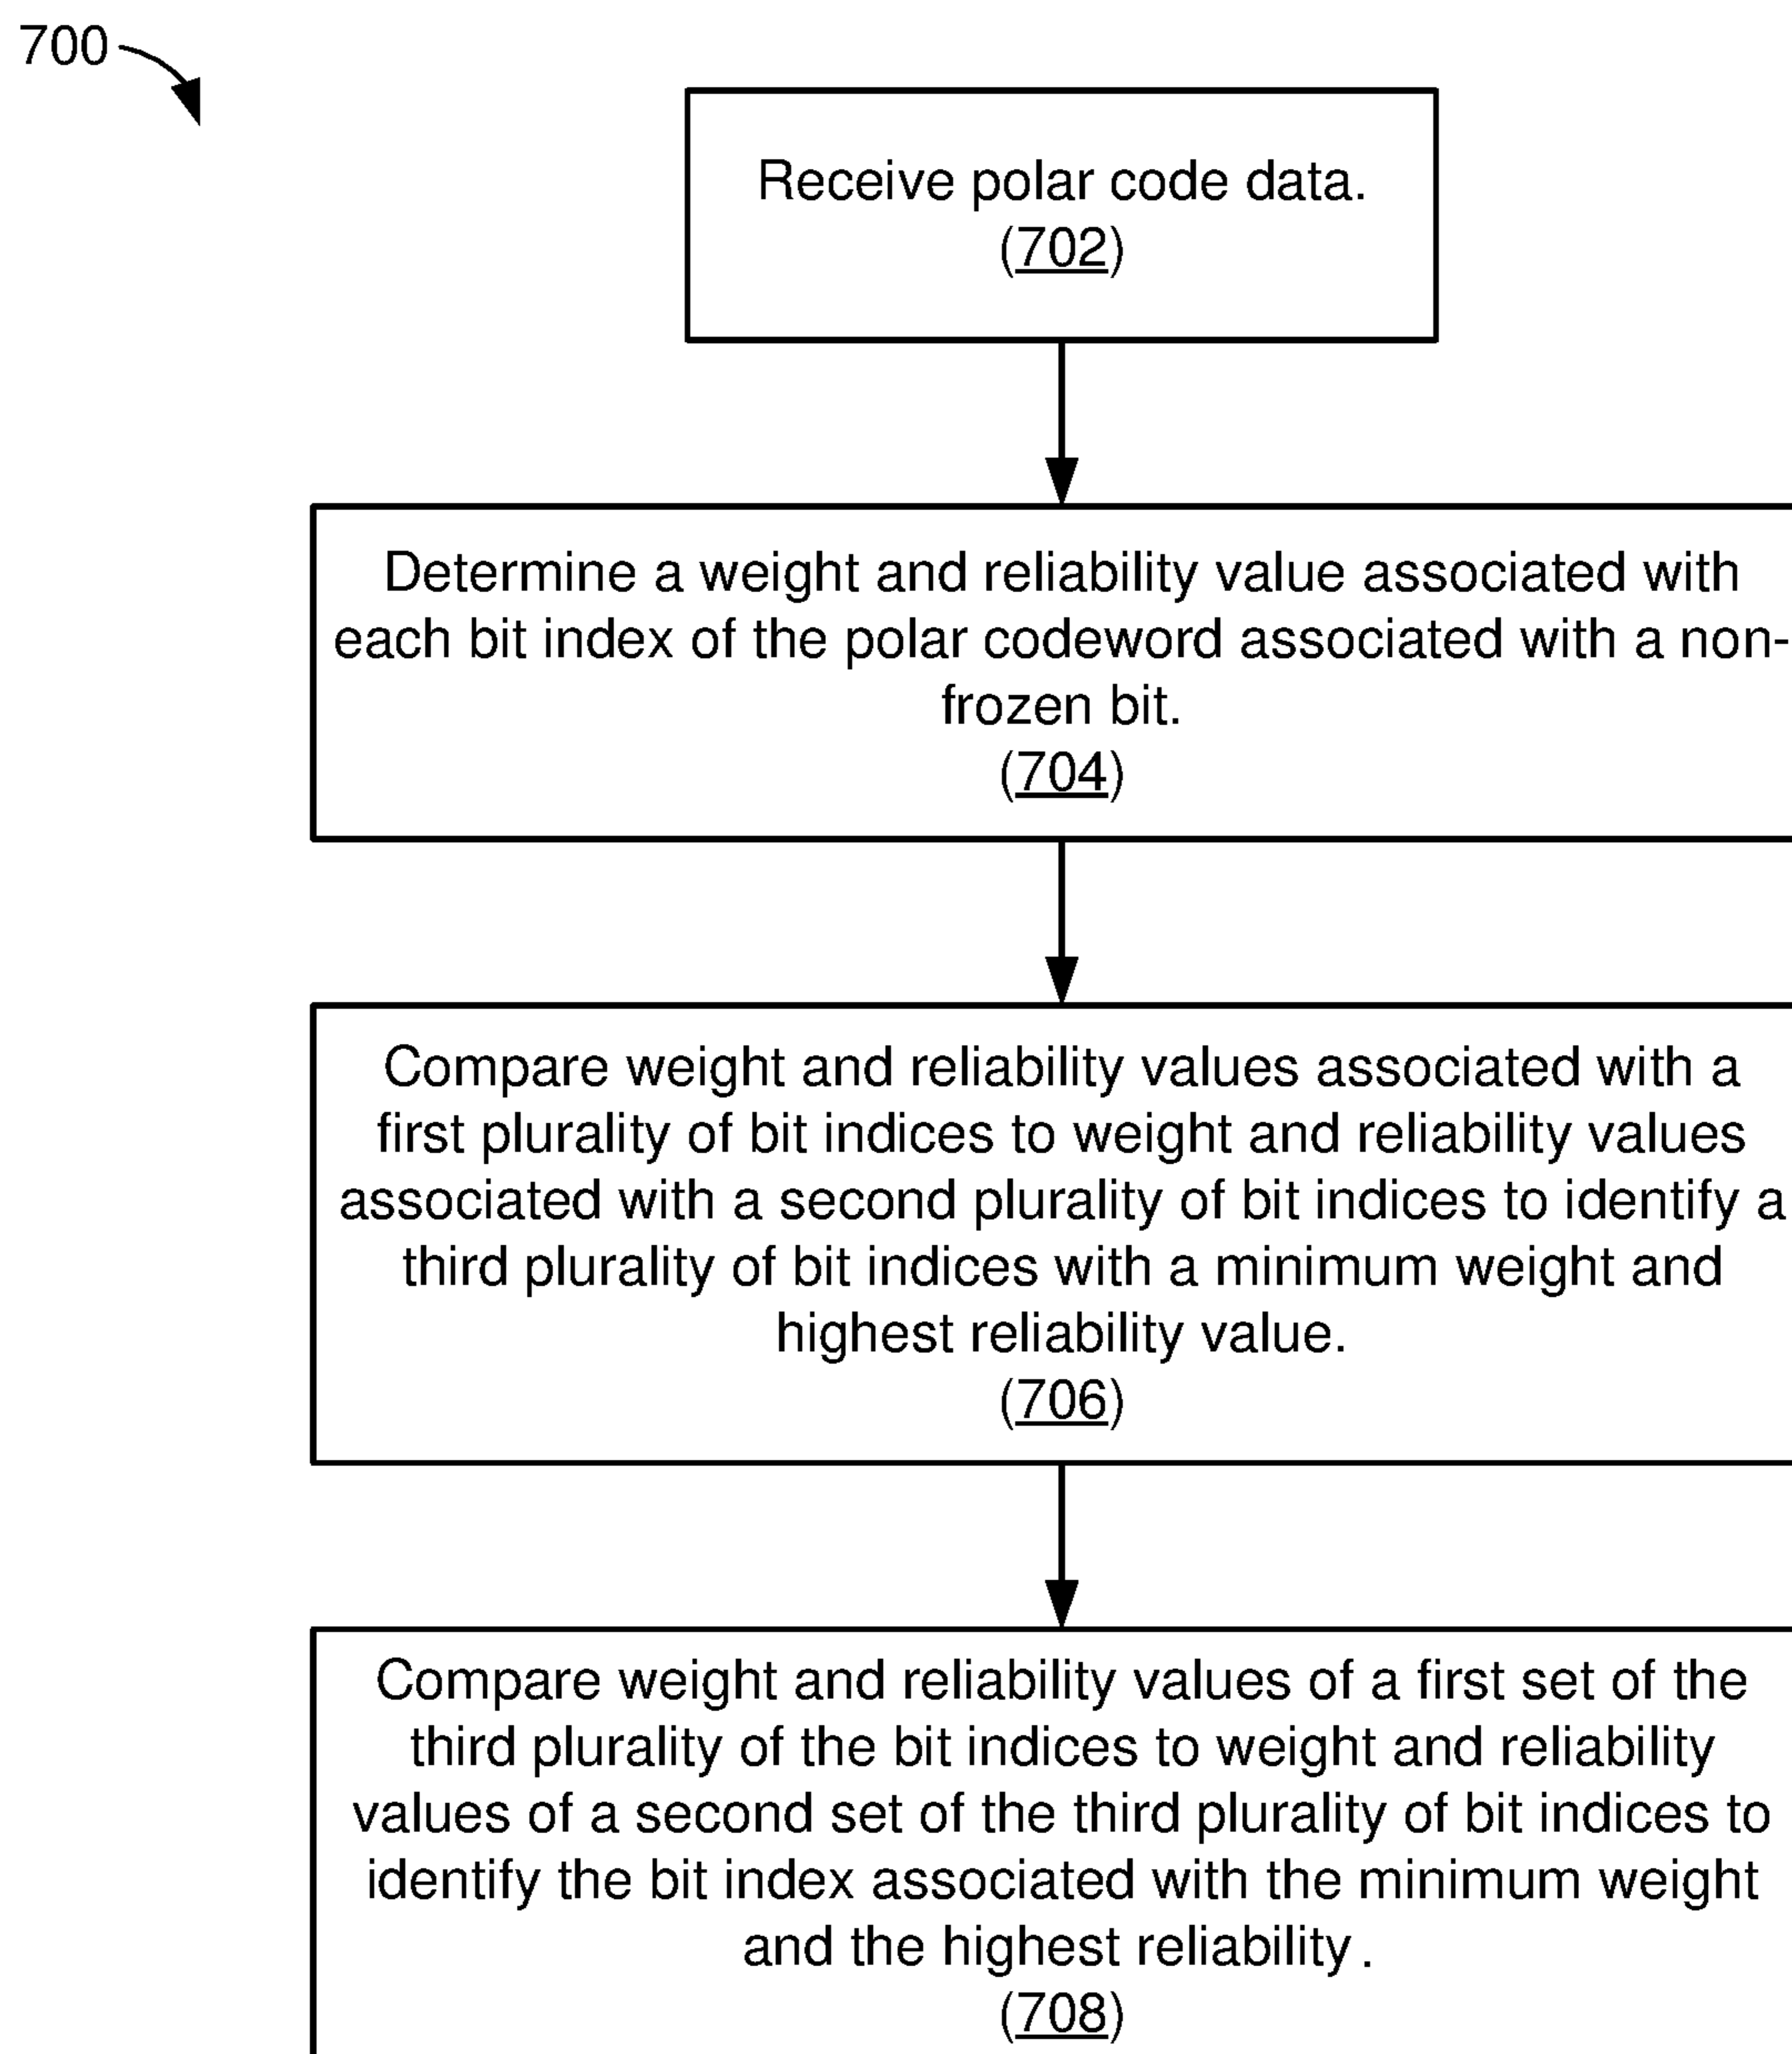 700
Receive polar code data.
(702)
Determine a weight and reliability value associated with
each bit index of the polar codeword associated with a non-
frozen bit.
(704)
Compare weight and reliability values associated with a
first plurality of bit indices to weight and reliability values
associated with a second plurality of bit indices to identify a
third plurality of bit indices with a minimum weight and
highest reliability value.
(706)
Compare weight and reliability values of a first set of the
third plurality of the bit indices to weight and reliability
values of a second set of the third plurality of bit indices to
identify the bit index associated with the minimum weight
and the highest reliability.
(708)